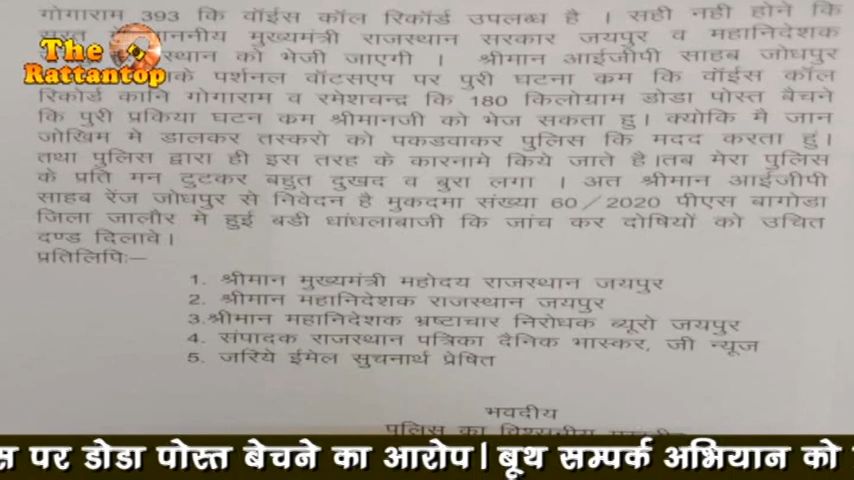 गोगाराम 393 कि वॉईस कॉल रिकॉर्ड उपलब्ध है । सही नही होने कि
माननीय मुख्यमंत्री राजस्थान सरकार जयपुर व महानिदेशक
को भेजी जाएगी । श्रीमान आईजीपी साहब जोधपुर
The Rattantop
पर्शनल वॉटसएप पर पुरी घटना कम कि वॉईस कॉल
रिकोर्ड कानि गोगाराम व रमेशचन्द्र कि 180 किलोग्राम डोडा पोस्त बैचने
कि पुरी प्रकिया घटन कम श्रीमानजी को भेज सकता हु। क्योकि मै जान
जोखिम मे डालकर तस्करो को पकडवाकर पुलिस कि मदद करता हुं।
तथा पुलिस द्वारा ही इस तरह के कारनामे किये जाते है।तब मेरा पुलिस
के प्रति मन टुटकर बहुत दुखद व बुरा लगा । अत श्रीमान आईजीपी
साहब रेंज जोधपुर से निवेदन है मुकदमा संख्या 60/2020 पीएस बागोडा
जिला जालौर मे हुई बडी धांधलाबाजी कि जांच कर दोषियों को उचित
दण्ड दिलावे।
प्रतिलिपिः–
1. श्रीमान मुख्यमंत्री महोदय राजस्थान जयपुर
2. श्रीमान महानिदेशक राजस्थान जयपुर
3.श्रीमान महानिदेशक भ्रष्टाचार निरोधक ब्यूरो जयपुर
4. संपादक राजस्थान पत्रिका दैनिक भास्कर, जी न्यूज
5. जरिये ईमेल सुचनार्थ प्रेषित
भवदीय
पुलिस का विश्वसनीय
पर डोडा पोस्त बेचने का आरोप| बूथ सम्पर्क अभियान को